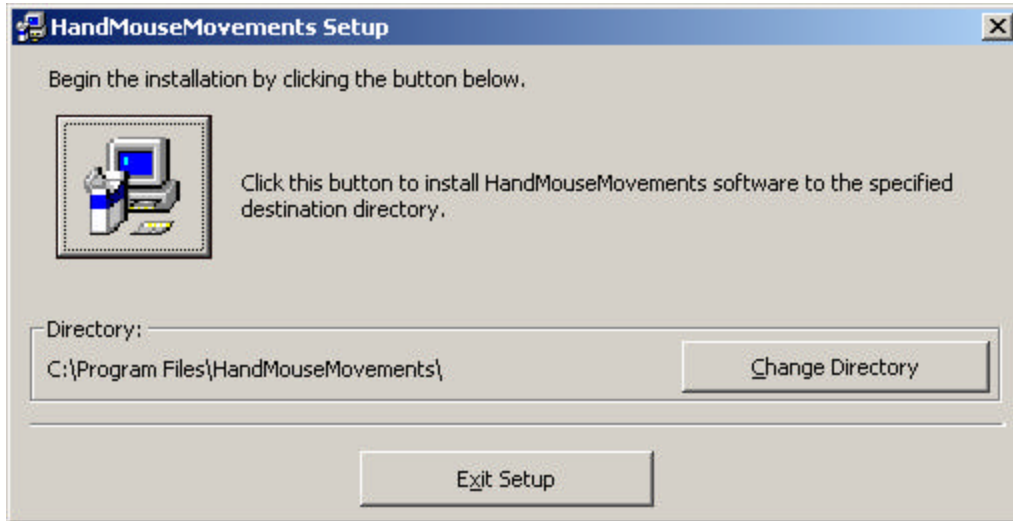 HandMouseMovements Setup
Begin the installation by clicking the button below.
Click this button to install HandMouseMovements software to the specified
destination directory.
Directory:
C:\Program Files\HandMouseMovements\
Change Directory
Exit Setup